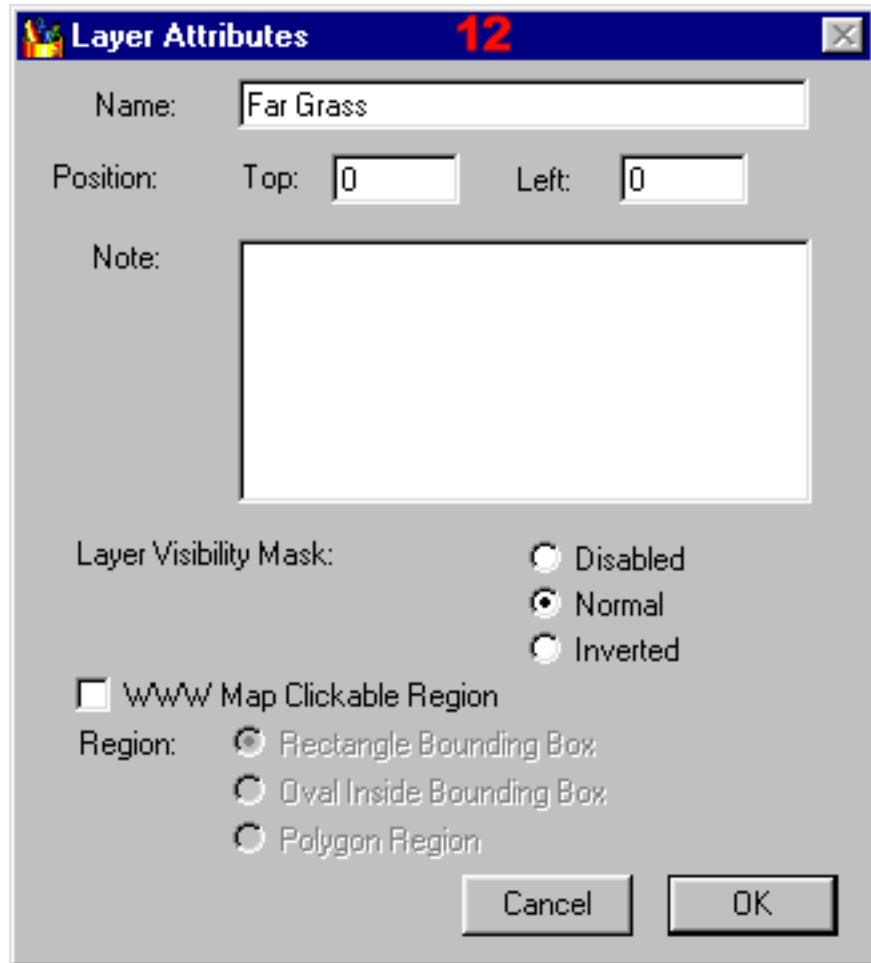 Layer Attributes 12
Name: Far Grass
Position: Top: 0 Left: 0
Note:
Layer Visibility Mask: Disabled
Normal
Inverted
WWW Map Clickable Region
Region: Rectangle Bounding Box
Oval Inside Bounding Box
Polygon Region
Cancel OK